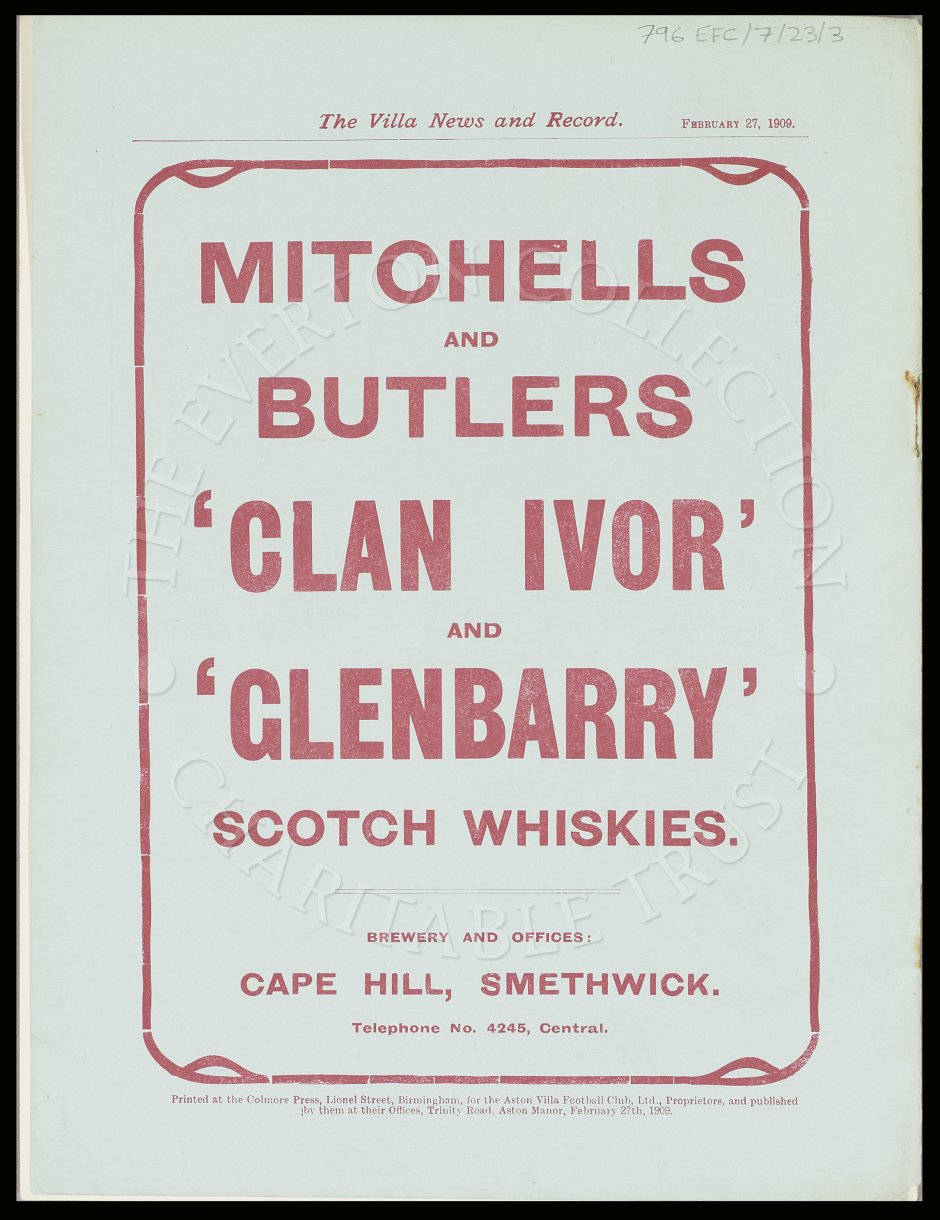 796 EFC/7/23/3
The Villa News and Record. FEBRUARY 27, 1909.
MITCHELLS
AND
BUTLERS
'CLAN IVOR'
AND
'GLENBARRY'
SCOTCH WHISKIES.
BREWERY AND OFFICES:
CAPE HILL, SMETHWICK.
Telephone No. 4245, Central.
Printed at the Colmore Press, Lionel Street, Birmingham, for the Aston Villa Football Club, Ltd., Proprietors, and published
by them at their Offices, Trinity Road, Aston Manor, February 27th, 1909.
THE EVERTON COLLECTION
CHARITABLE TRUST